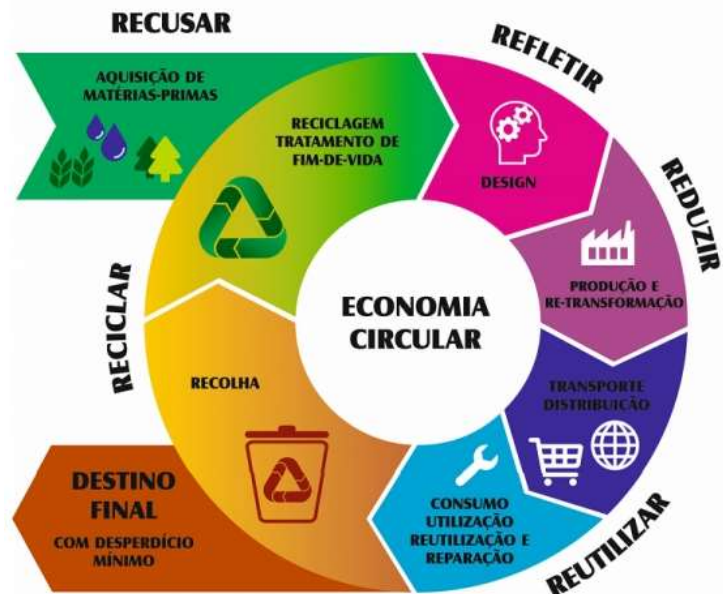 RECUSAR
AQUISIÇÃO DE
MATÉRIAS-PRIMAS
RECICLAGEM
TRATAMENTO DE
FIM-DE-VIDA
REFLETIR
DESIGN
REDUZIR
PRODUÇÃO E
RE-TRANSFORMAÇÃO
ECONOMIA
CIRCULAR
TRANSPORTE
DISTRIBUIÇÃO
REUTILIZAR
CONSUMO
UTILIZAÇÃO
REUTILIZAÇÃO E
REPARAÇÃO
RECICLAR
RECOLHA
DESTINO
FINAL
COM DESPERDÍCIO
MÍNIMO